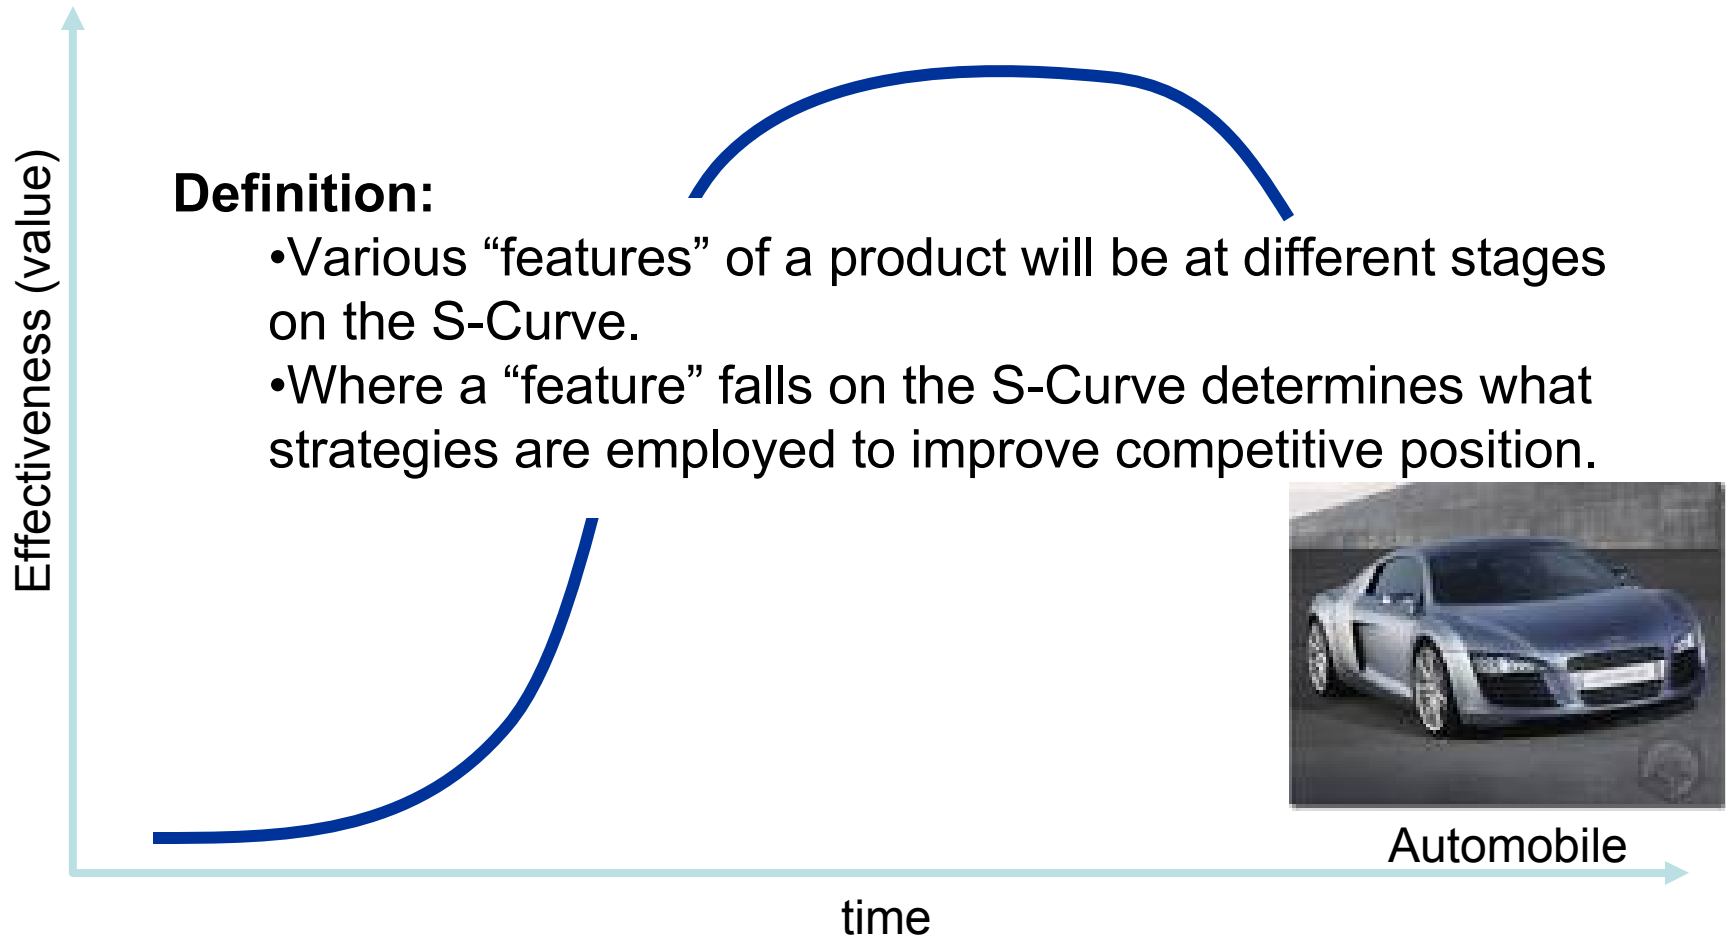 Effectiveness (value)
Definition:
•Various “features” of a product will be at different stages
on the S-Curve.
•Where a “feature” falls on the S-Curve determines what
strategies are employed to improve competitive position.
Automobile
time